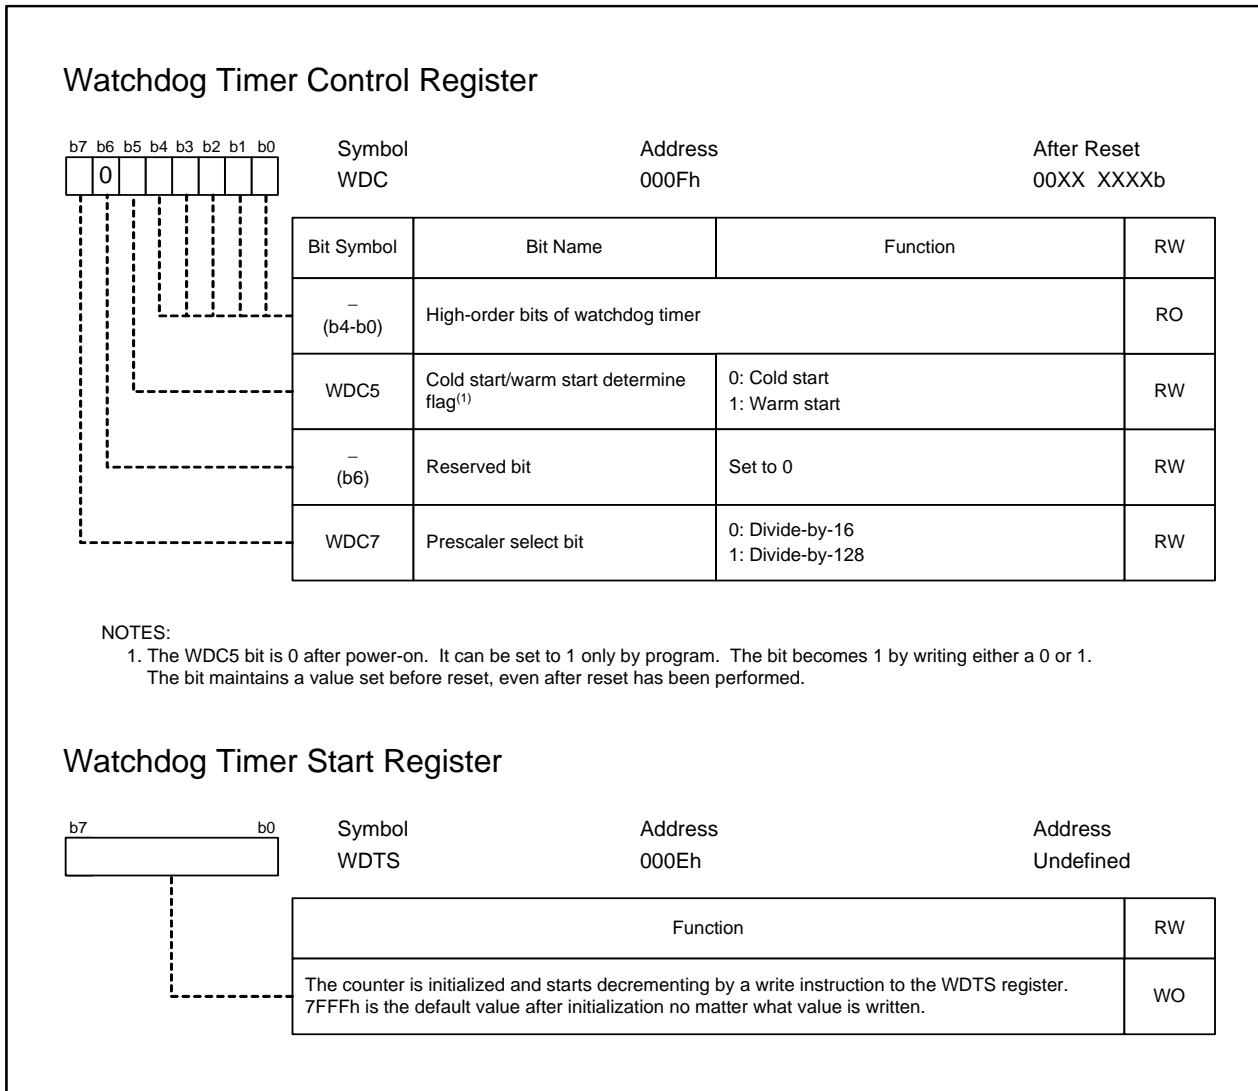 Watchdog Timer Control Register
b7 b6 b5 b4 b3 b2 b1 b0 Symbol Address After Reset
0 WDC 000Fh 00XX XXXXb
Bit Symbol Bit Name Function RW
–
(b4-b0) High-order bits of watchdog timer RO
WDC5 Cold start/warm start determine flag(1) 0: Cold start
1: Warm start RW
–
(b6) Reserved bit Set to 0 RW
WDC7 Prescaler select bit 0: Divide-by-16
1: Divide-by-128 RW
NOTES:
1. The WDC5 bit is 0 after power-on. It can be set to 1 only by program. The bit becomes 1 by writing either a 0 or 1.
The bit maintains a value set before reset, even after reset has been performed.
Watchdog Timer Start Register
b7 b0 Symbol Address Address
WDTS 000Eh Undefined
Function RW
The counter is initialized and starts decrementing by a write instruction to the WDTS register.
7FFFh is the default value after initialization no matter what value is written. WO